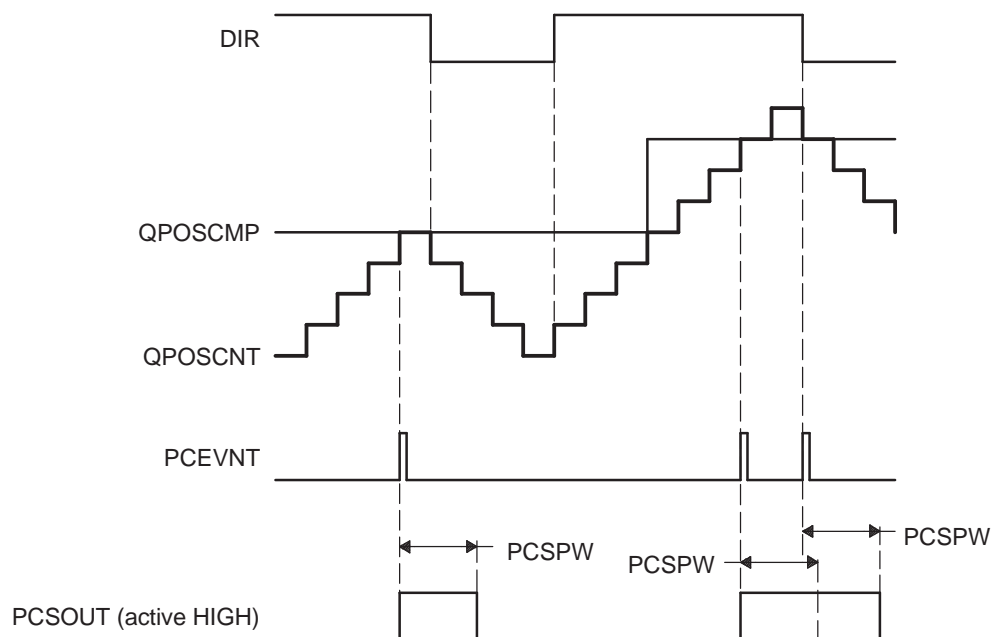 DIR
QPOSCMP
QPOSCNT
PCEVNT
PCSPW
PCSPW
PCSPW
PCSOUT (active HIGH)